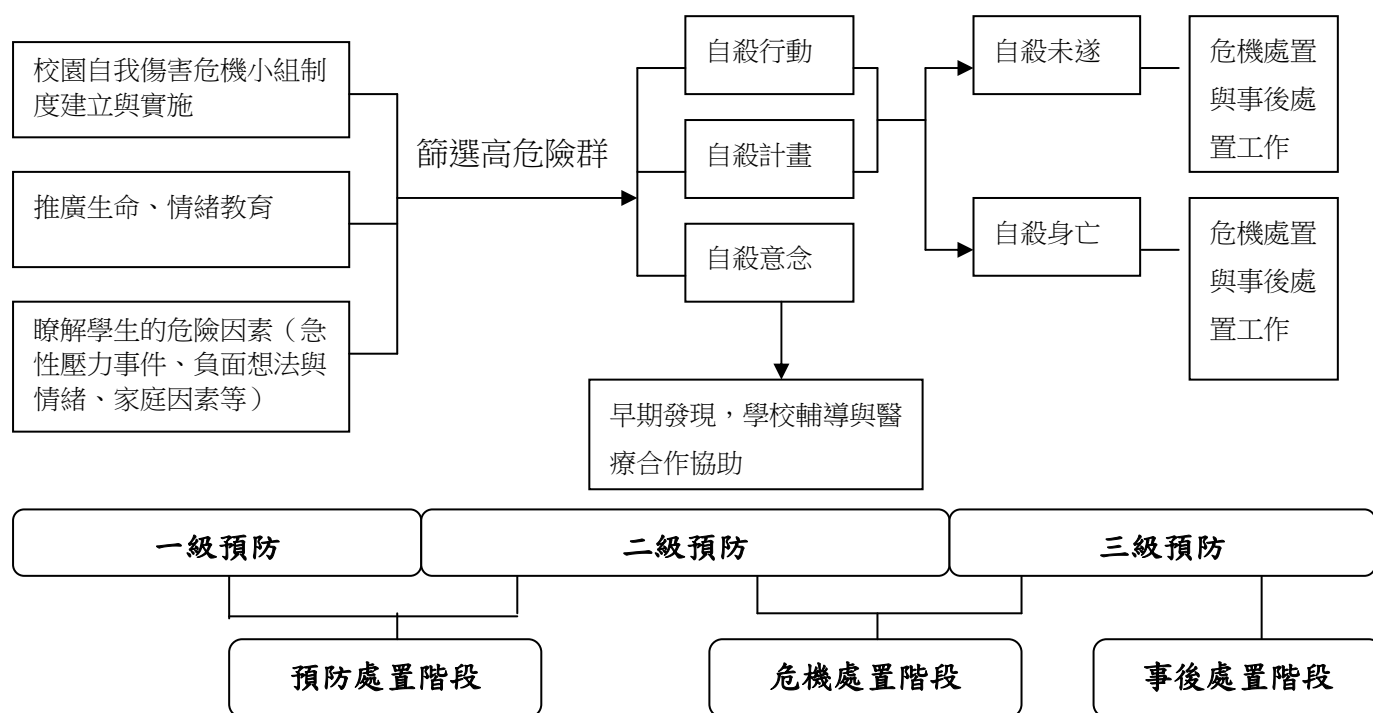 校園自我傷害危機小組制
度建立與實施
推廣生命、情緒教育
瞭解學生的危險因素（急
性壓力事件、負面想法與
情緒、家庭因素等）
篩選高危險群
自殺行動
自殺計畫
自殺意念
早期發現，學校輔導與醫
療合作協助
自殺未遂
自殺身亡
危機處置
與事後處
置工作
危機處置
與事後處
置工作
一級預防
二級預防
三級預防
預防處置階段
危機處置階段
事後處置階段